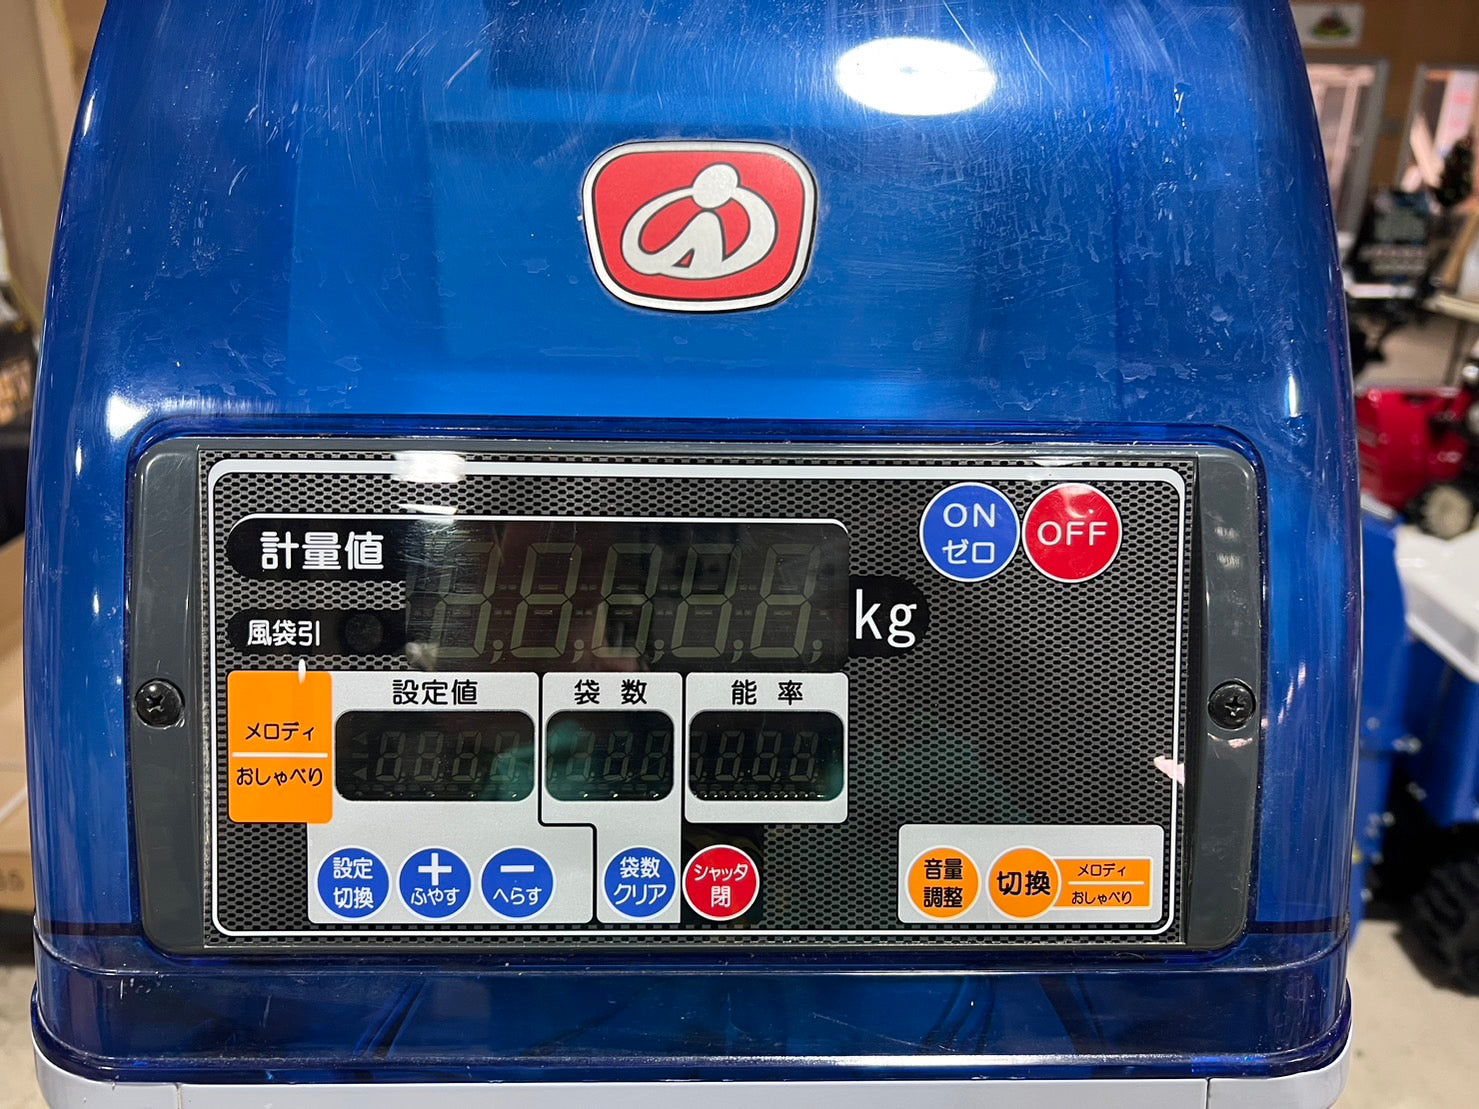 ON
ゼロ
OFF
計量値
kg
風袋引
設定値
袋数
能率
メロディ
おしゃべり
設定
切換
＋
ふやす
－
へらす
袋数
クリア
シャッタ
閉
音量
調整
切換
メロディ
おしゃべり